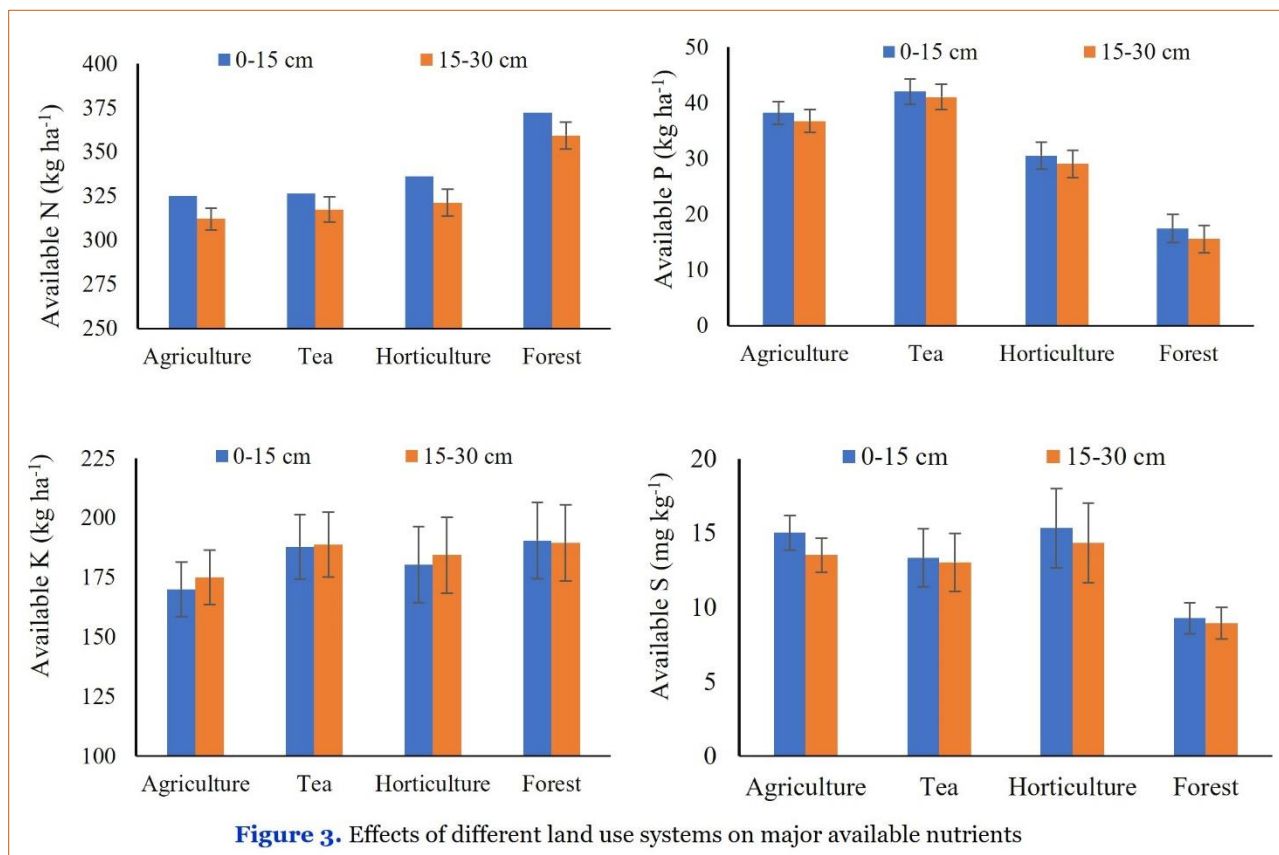 0-15 cm 15-30 cm
Available N (kg ha-1)
400
375
350
325
300
275
250
Agriculture Tea Horticulture Forest
0-15 cm 15-30 cm
Available P (kg ha-1)
50
40
30
20
10
0
Agriculture Tea Horticulture Forest
0-15 cm 15-30 cm
Available K (kg ha-1)
225
200
175
150
125
100
Agriculture Tea Horticulture Forest
0-15 cm 15-30 cm
Available S (mg kg-1)
20
15
10
5
0
Agriculture Tea Horticulture Forest
Figure 3. Effects of different land use systems on major available nutrients